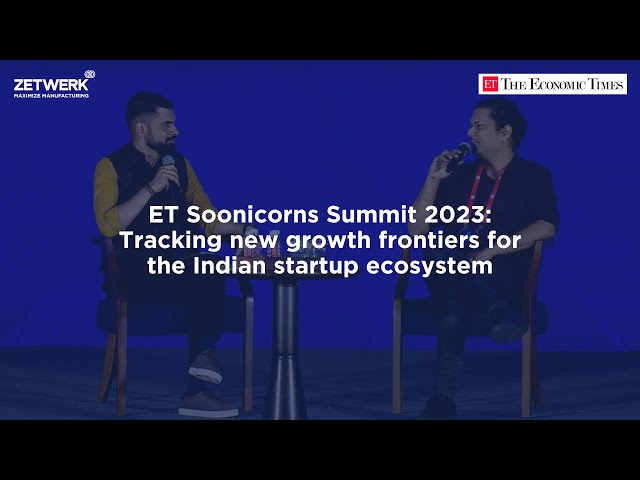 ZETWERK
MAXIMIZE MANUFACTURING
ET THE ECONOMIC TIMES
ET Soonicorns Summit 2023:
Tracking new growth frontiers for
the Indian startup ecosystem